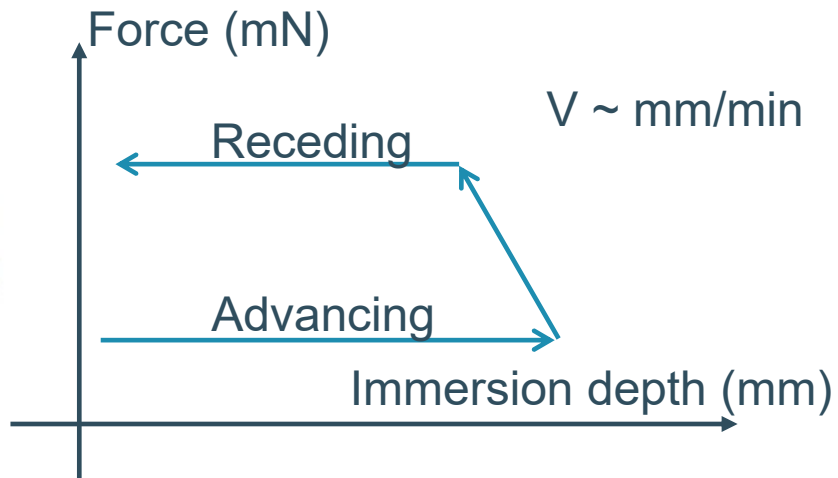 Force (mN)
V ~ mm/min
Receding
Advancing
Immersion depth (mm)